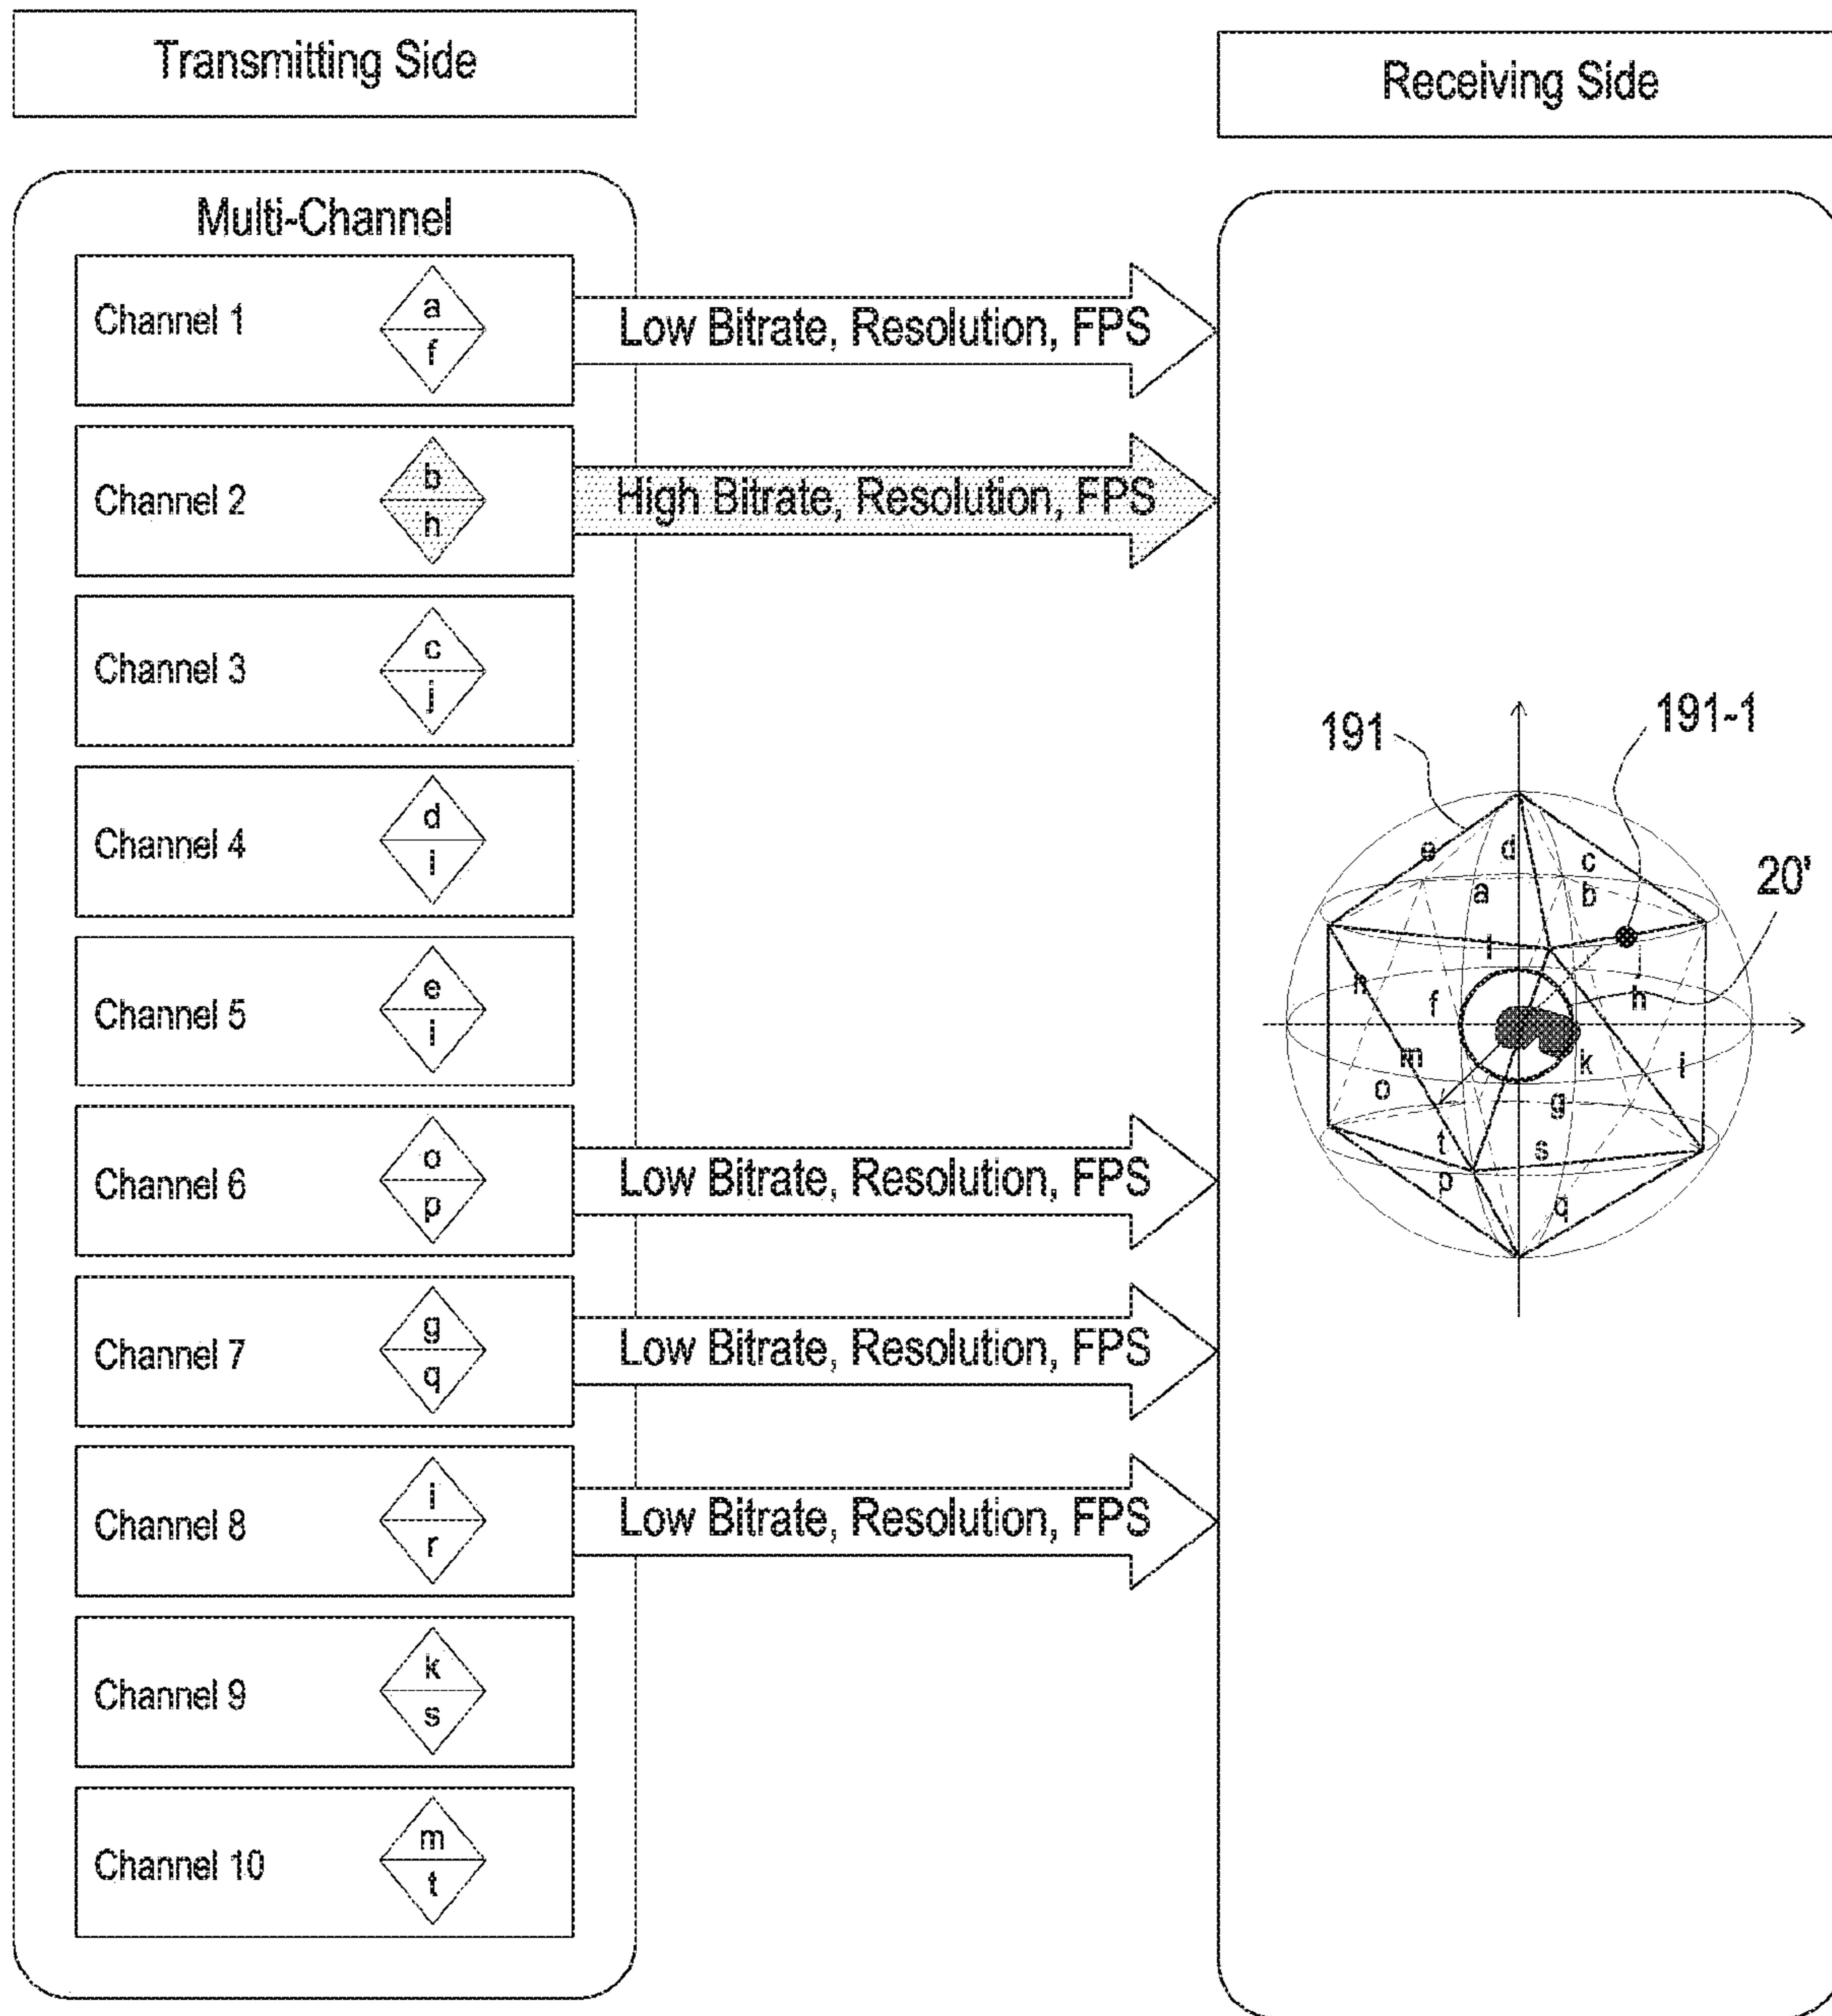 Transmitting Side
Receiving Side
Multi-Channel
Channel 1
a
f
Low Bitrate, Resolution, FPS
Channel 2
b
h
High Bitrate, Resolution, FPS
Channel 3
c
j
Channel 4
d
l
Channel 5
e
i
Channel 6
o
p
Low Bitrate, Resolution, FPS
Channel 7
g
q
Low Bitrate, Resolution, FPS
Channel 8
i
r
Low Bitrate, Resolution, FPS
Channel 9
k
s
Channel 10
m
t
191
191-1
20'
e
d
c
a
b
l
j
n
f
h
m
k
i
o
g
t
s
p
q